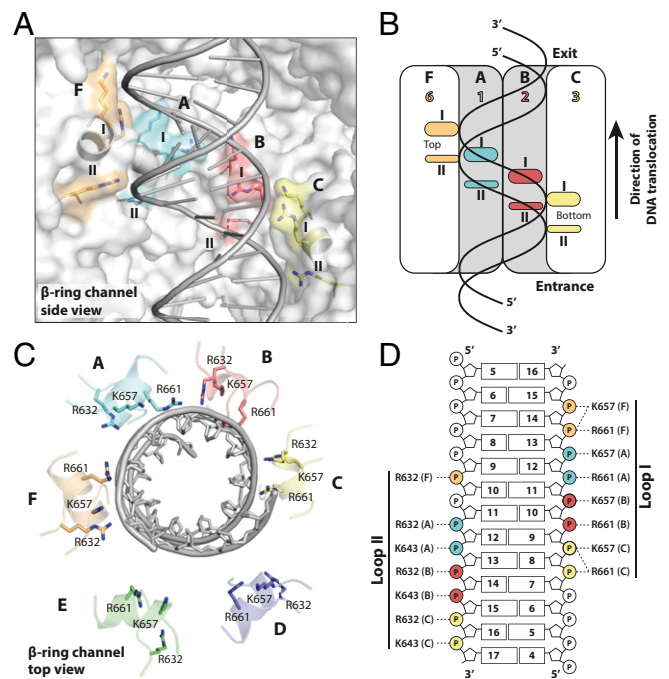 A
F
A
I
I
B
II
II
I
C
I
II
II
β-ring channel
side view
B
3′
5′
Exit
F
A
B
C
6
1
2
3
I
Top
I
II
I
II
I
II
Bottom
II
Direction of
DNA translocation
Entrance
5′
3′
C
A
B
R632
K657
R661
R632
K657
R661
R632
K657
R661
C
F
R661
K657
R632
R661
K657
R632
E
K657
R632
R661
D
β-ring channel
top view
D
5′
3′
P
5
16
P
P
6
15
P
K657 (F)
P
7
14
P
R661 (F)
P
8
13
P
K657 (A)
R632 (F)
P
9
12
P
R661 (A)
P
10
11
P
K657 (B)
R632 (A)
P
11
10
P
R661 (B)
K643 (A)
P
12
9
P
K657 (C)
R632 (B)
P
13
8
P
R661 (C)
K643 (B)
P
14
7
P
R632 (C)
P
15
6
P
K643 (C)
P
16
5
P
17
4
P
Loop I
Loop II